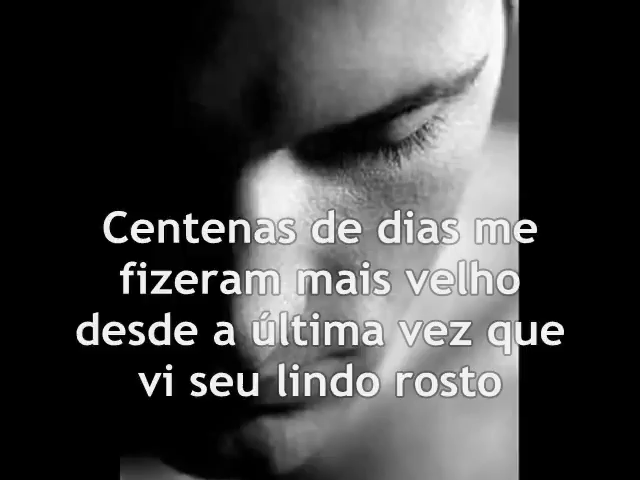 Centenas de dias me
fizeram mais velho
desde a última vez que
vi seu lindo rosto